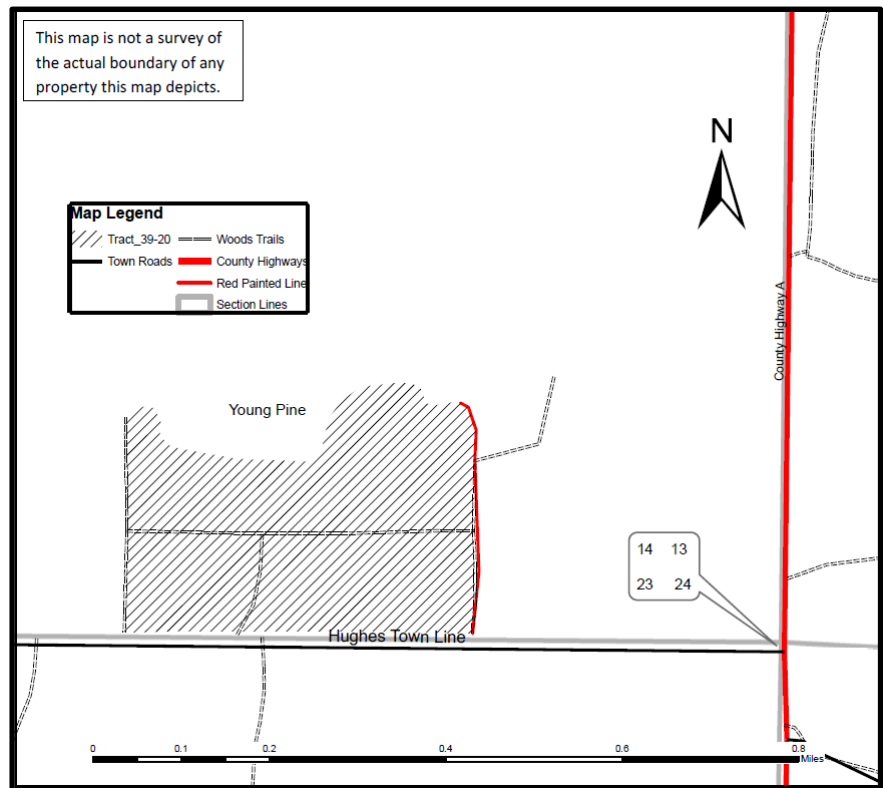 This map is not a survey of
the actual boundary of any
property this map depicts.
N
Map Legend
Tract_39-20
Woods Trails
Town Roads
County Highways
Red Painted Line
Section Lines
County Highway A
Young Pine
14 13
23 24
Hughes Town Line
0 0.1 0.2 0.4 0.6 0.8
Miles